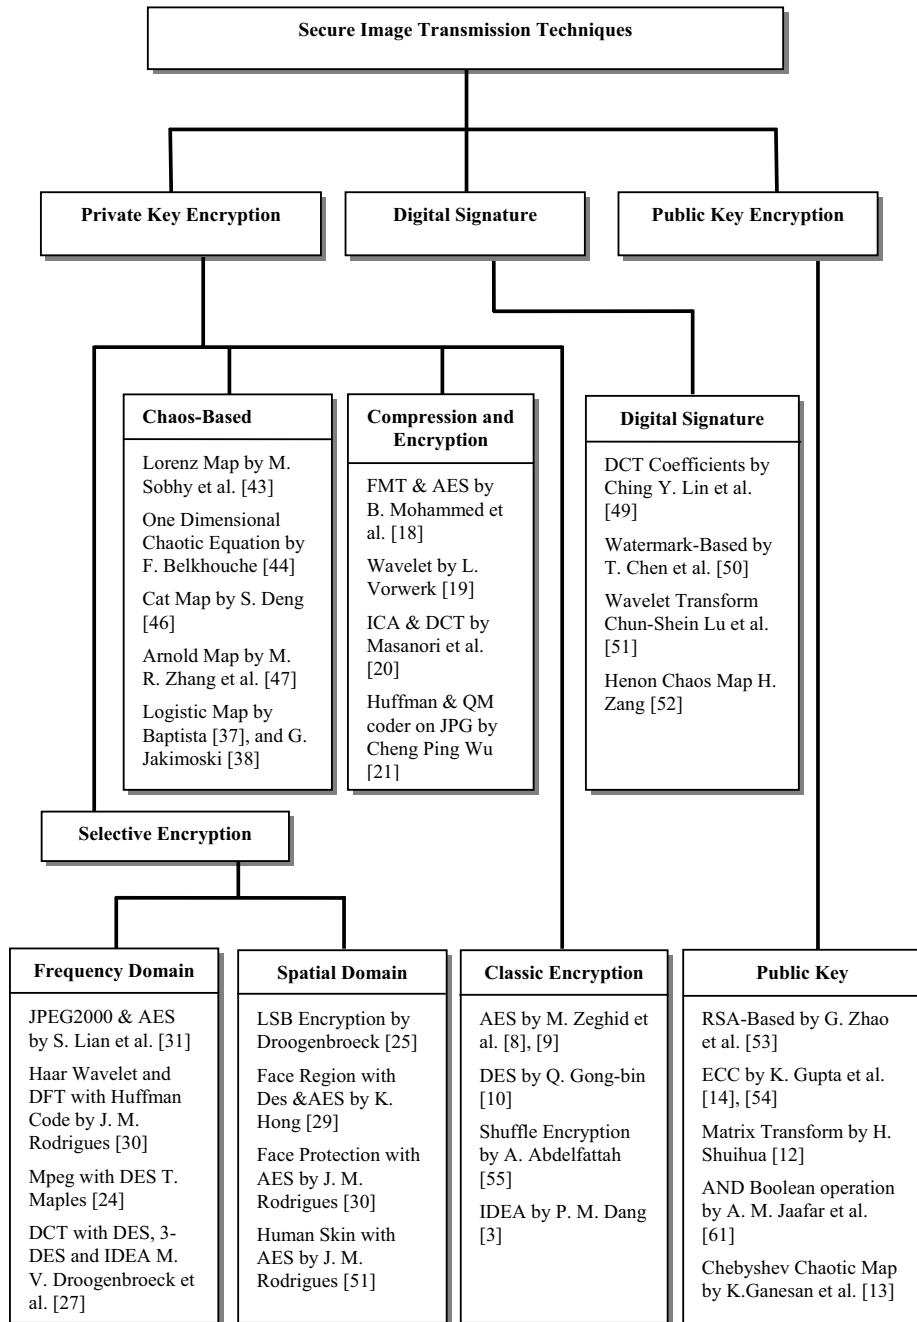 Secure Image Transmission Techniques
Private Key Encryption
Digital Signature
Public Key Encryption
Chaos-Based
Lorenz Map by M.
Sobhy et al. [43]
One Dimensional
Chaotic Equation by
F. Belkhouche [44]
Cat Map by S. Deng
[46]
Arnold Map by M.
R. Zhang et al. [47]
Logistic Map by
Baptista [37], and G.
Jakimoski [38]
Compression and
Encryption
FMT & AES by
B. Mohammed et
al. [18]
Wavelet by L.
Vorwerk [19]
ICA & DCT by
Masanori et al.
[20]
Huffman & QM
coder on JPG by
Cheng Ping Wu
[21]
Digital Signature
DCT Coefficients by
Ching Y. Lin et al.
[49]
Watermark-Based by
T. Chen et al. [50]
Wavelet Transform
Chun-Shein Lu et al.
[51]
Henon Chaos Map H.
Zang [52]
Selective Encryption
Frequency Domain
JPEG2000 & AES
by S. Lian et al. [31]
Haar Wavelet and
DFT with Huffman
Code by J. M.
Rodrigues [30]
Mpeg with DES T.
Maples [24]
DCT with DES, 3-
DES and IDEA M.
V. Droogenbroeck et
al. [27]
Spatial Domain
LSB Encryption by
Droogenbroeck [25]
Face Region with
Des &AES by K.
Hong [29]
Face Protection with
AES by J. M.
Rodrigues [30]
Human Skin with
AES by J. M.
Rodrigues [51]
Classic Encryption
AES by M. Zeghid et
al. [8], [9]
DES by Q. Gong-bin
[10]
Shuffle Encryption
by A. Abdelfattah
[55]
IDEA by P. M. Dang
[3]
Public Key
RSA-Based by G. Zhao
et al. [53]
ECC by K. Gupta et al.
[14], [54]
Matrix Transform by H.
Shuihua [12]
AND Boolean operation
by A. M. Jaafar et al.
[61]
Chebyshev Chaotic Map
by K.Ganesan et al. [13]